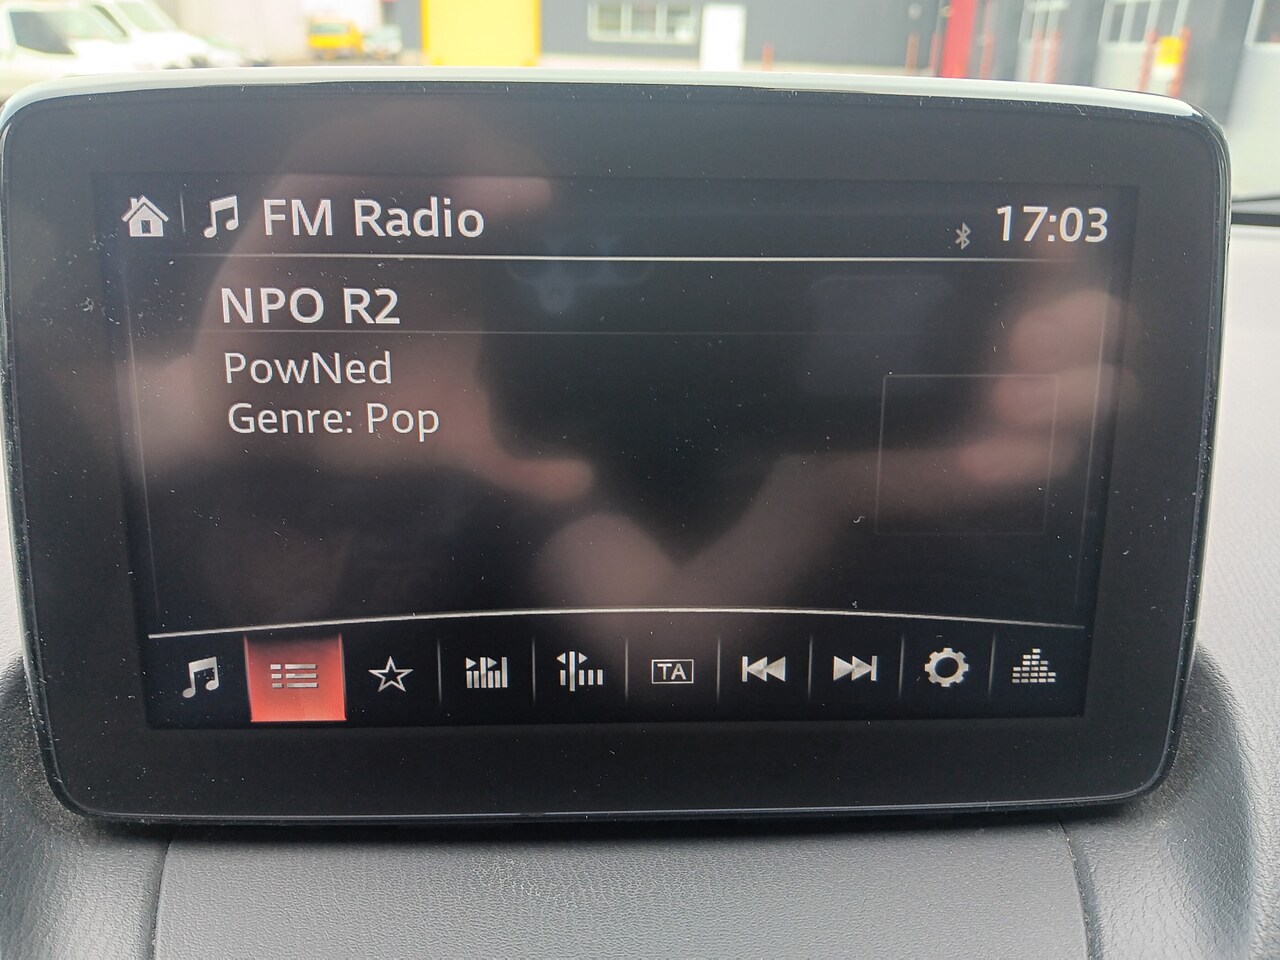 FM Radio
17:03
NPO R2
PowNed
Genre: Pop
TA